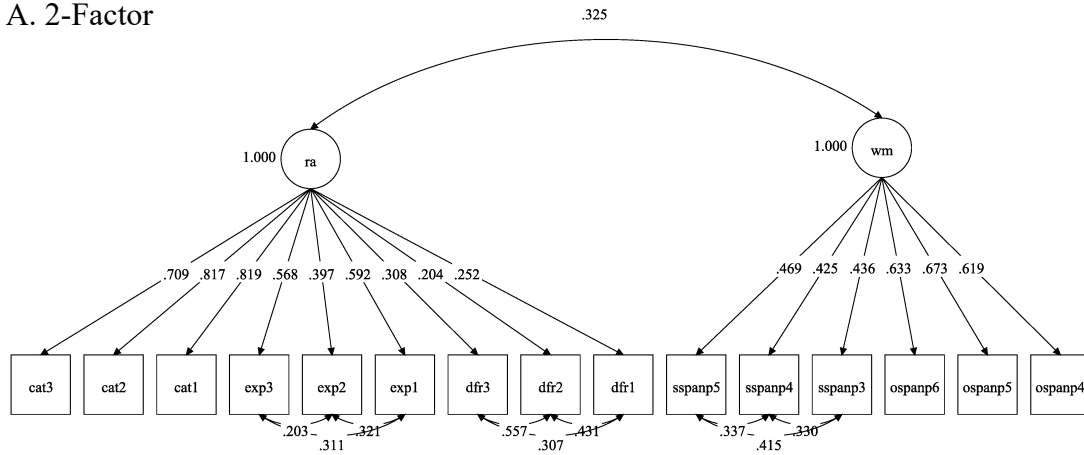 A. 2-Factor
.325
1.000 ra
1.000 wm
.709 .817 .819 .568 .397 .592 .308 .204 .252 .469 .425 .436 .633 .673 .619
cat3 cat2 cat1 exp3 exp2 exp1 dfr3 dfr2 dfr1 sspanp5 sspanp4 sspanp3 ospanp6 ospanp5 ospanp4
.203 .321 .557 .431 .337 .330
.311 .307 .415